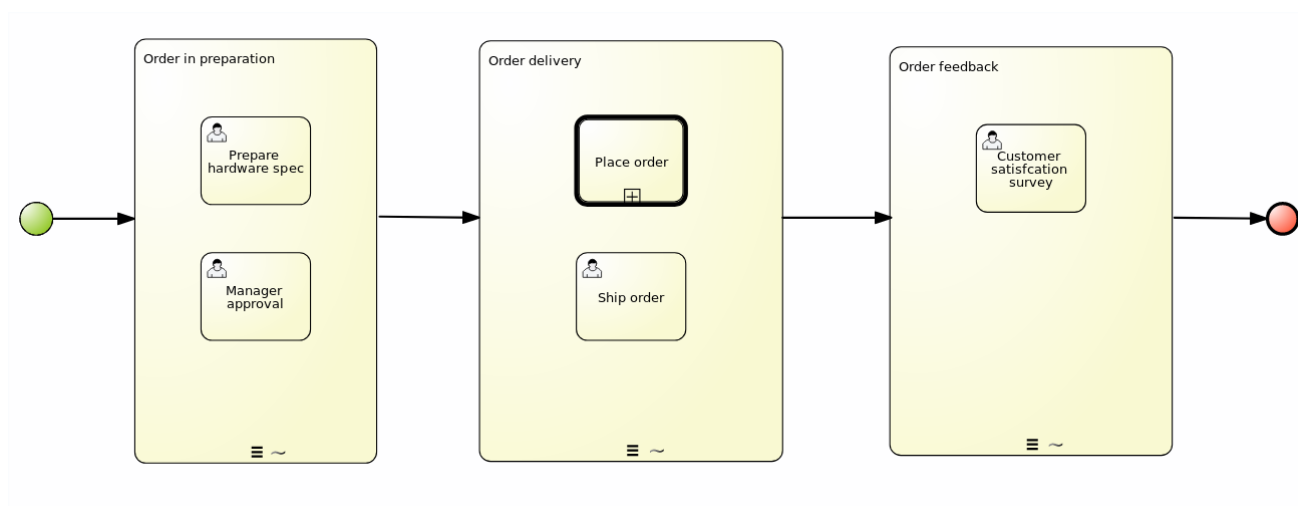 Order in preparation
Prepare
hardware spec
Manager
approval
Order delivery
Place order
Ship order
Order feedback
Customer
satisfcation
survey